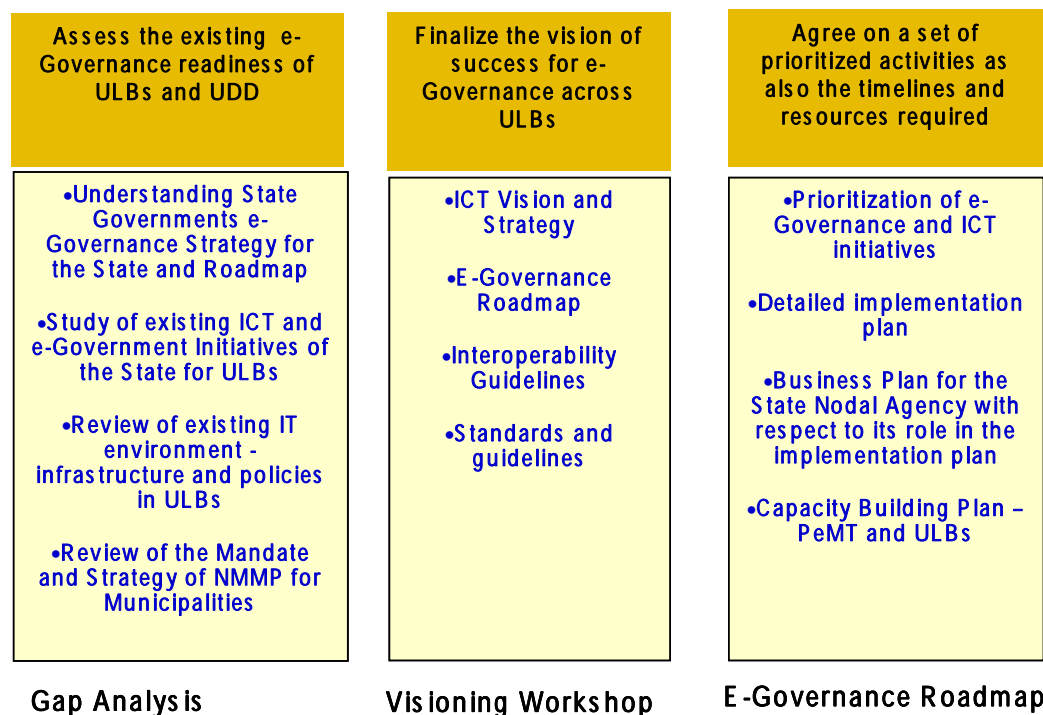 Assess the existing e-
Governance readiness of
ULBs and UDD
•Understanding State
Governments e-
Governance Strategy for
the State and Roadmap
•Study of existing ICT and
e-Government Initiatives of
the State for ULBs
•Review of existing IT
environment -
infrastructure and policies
in ULBs
•Review of the Mandate
and Strategy of NMMP for
Municipalities
Gap Analysis
Finalize the vision of
success for e-
Governance across
ULBs
•ICT Vision and
Strategy
•E-Governance
Roadmap
•Interoperability
Guidelines
•Standards and
guidelines
Visioning Workshop
Agree on a set of
prioritized activities as
also the timelines and
resources required
•Prioritization of e-
Governance and ICT
initiatives
•Detailed implementation
plan
•Business Plan for the
State Nodal Agency with
respect to its role in the
implementation plan
•Capacity Building Plan –
PeMT and ULBs
E-Governance Roadmap